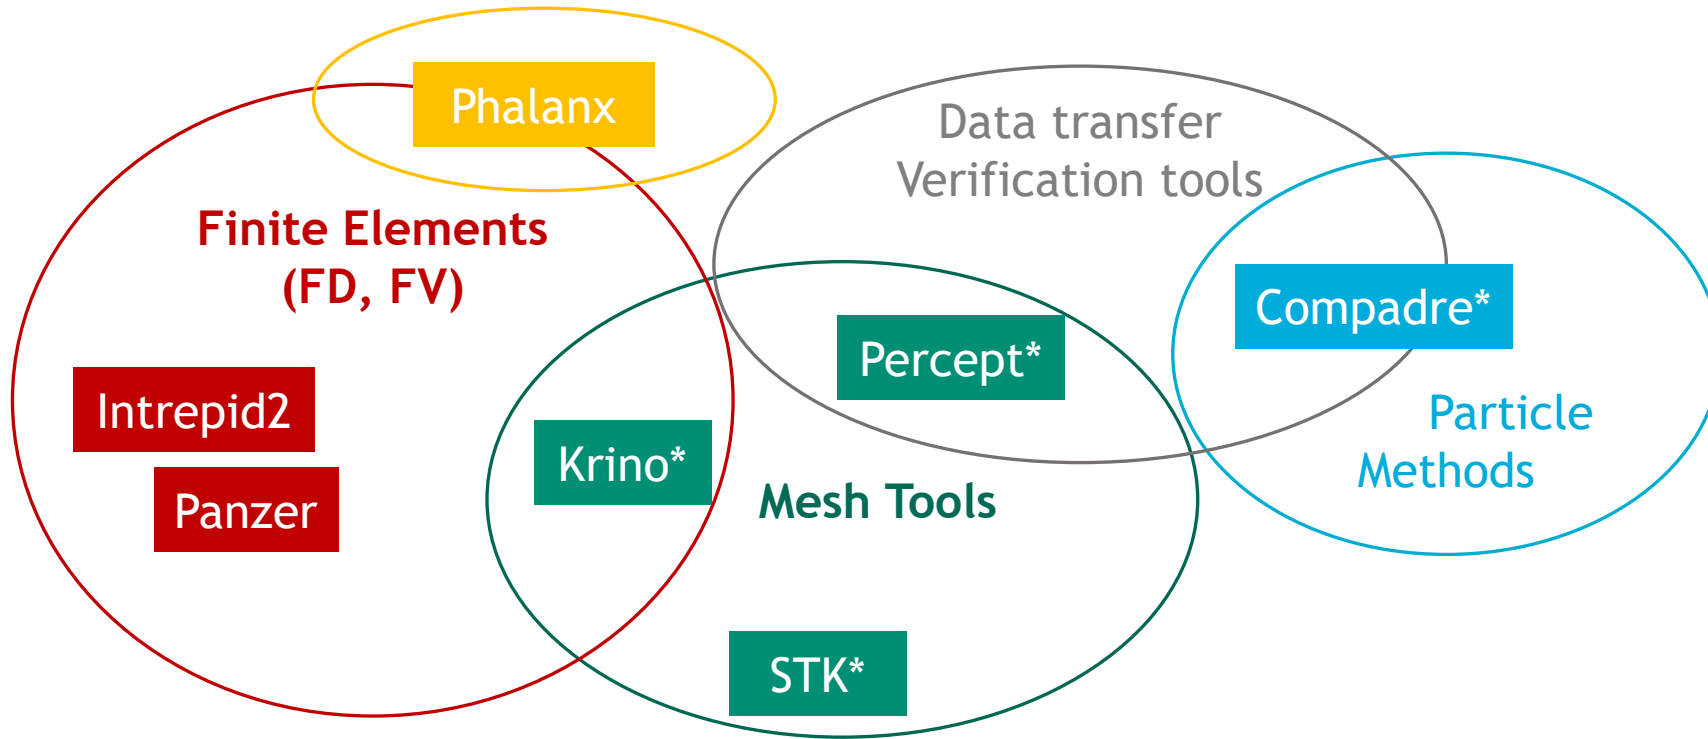 Phalanx
Data transfer
Verification tools
Finite Elements
(FD, FV)
Compadre*
Percept*
Intrepid2
Particle
Methods
Krino*
Mesh Tools
Panzer
STK*